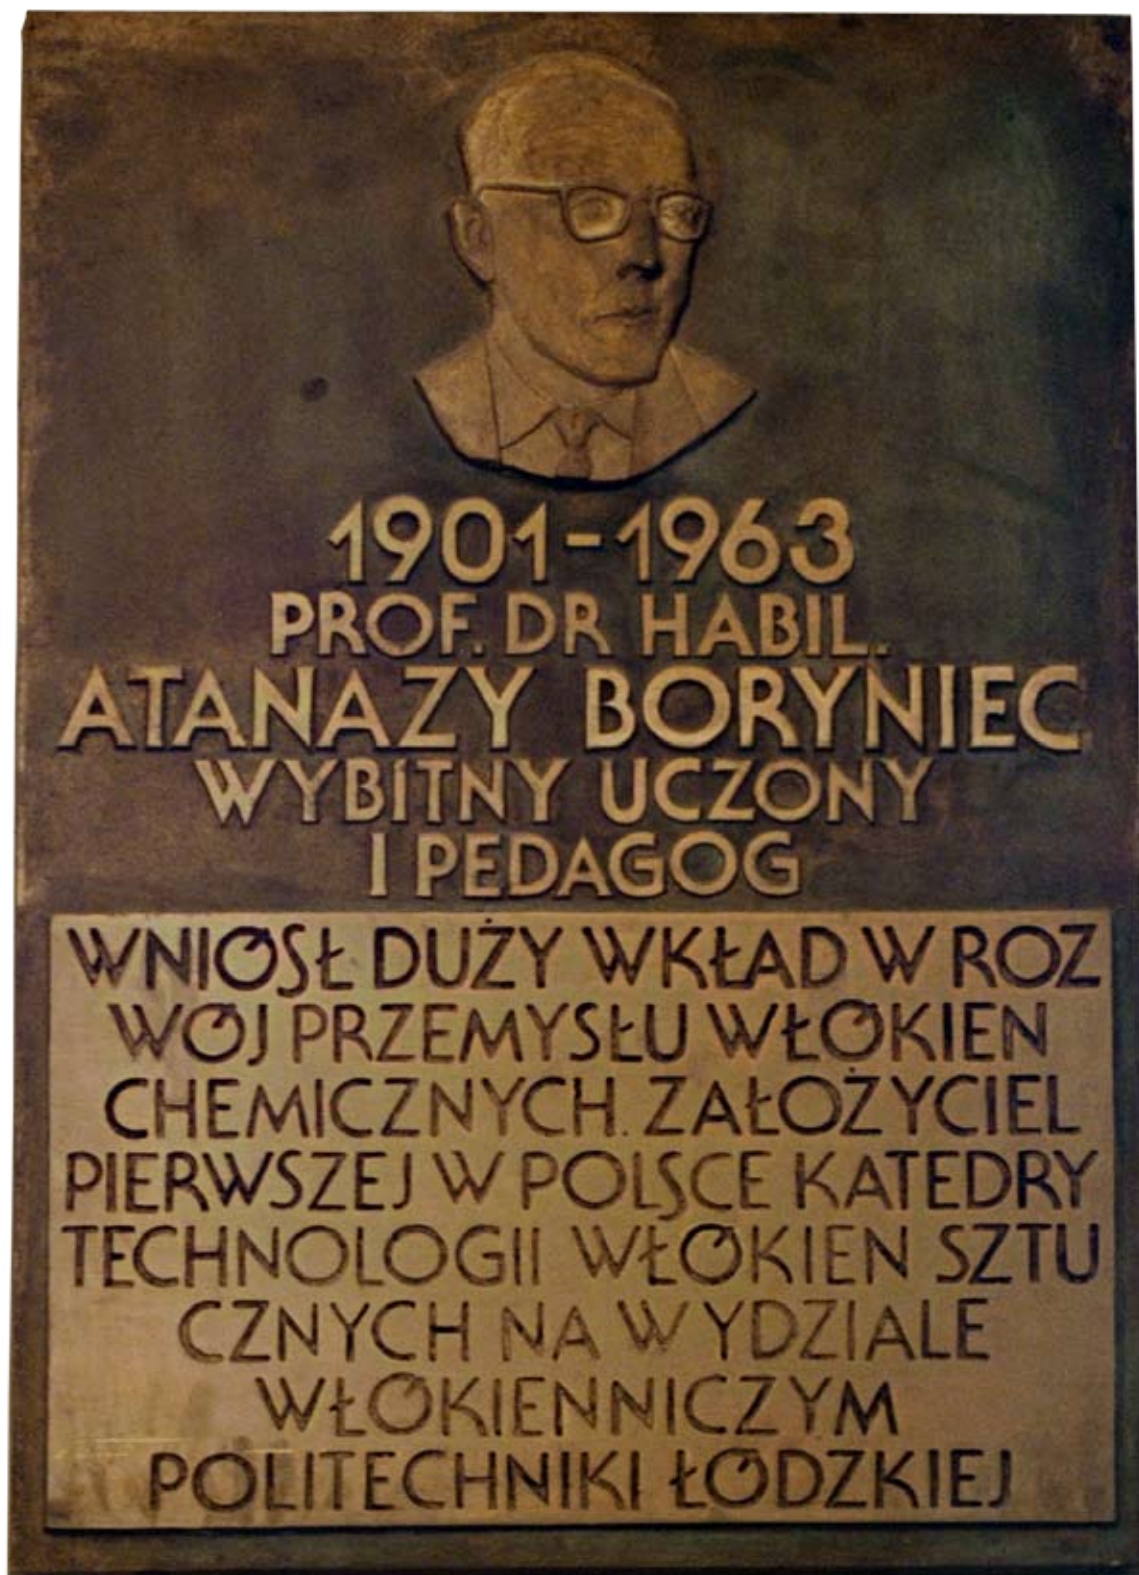 1901-1963
PROF. DR HABIL.
ATANAZY BORYNIEC
WYBITNY UCZONY
I PEDAGOG
WNIÓSŁ DUŻY WKŁAD W ROZ
WÓJ PRZEMYSŁU WŁÓKIEN
CHEMICZNYCH. ZAŁOŻYCIEL
PIERWSZEJ W POLSCE KATEDRY
TECHNOLOGII WŁÓKIEN SZTU
CZNYCH NA WYDZIALE
WŁÓKIENNICZYM
POLITECHNIKI ŁÓDZKIEJ